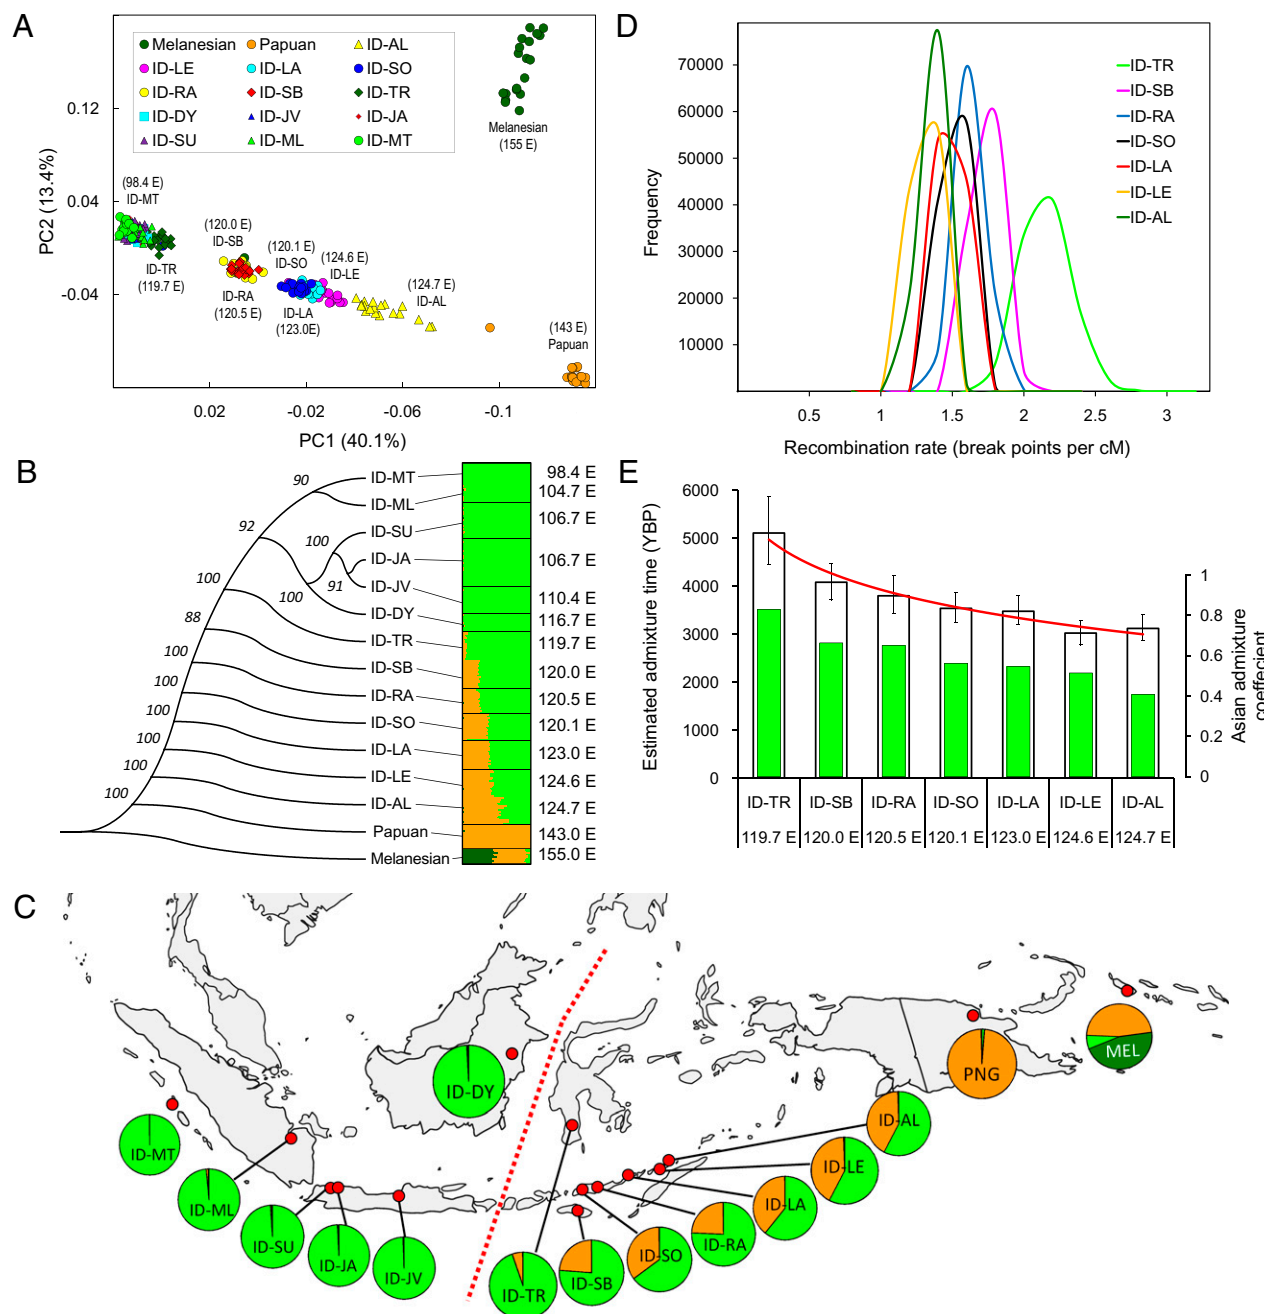 A
Melanesian Papuan ID-AL
ID-LE ID-LA ID-SO
ID-RA ID-SB ID-TR
ID-DY ID-JV ID-JA
ID-SU ID-ML ID-MT
0.12
0.04
-0.04
PC2 (13.4%)
Melanesian
(155 E)
(98.4 E)
ID-MT
ID-TR
(119.7 E)
(120.0 E)
ID-SB
ID-RA
(120.5 E)
(120.1 E)
ID-SO
ID-LA
(123.0E)
(124.6 E)
ID-LE
(124.7 E)
ID-AL
(143 E)
Papuan
0.02 -0.02 -0.06 -0.1
PC1 (40.1%)
D
70000
60000
50000
40000
30000
20000
10000
Frequency
ID-TR
ID-SB
ID-RA
ID-SO
ID-LA
ID-LE
ID-AL
0.5 1 1.5 2 2.5 3
Recombination rate (break points per cM)
B
90
92
100
91
100
100
88
100
100
100
100
100
ID-MT 98.4 E
ID-ML 104.7 E
ID-SU 106.7 E
ID-JA 106.7 E
ID-JV 110.4 E
ID-DY 116.7 E
ID-TR 119.7 E
ID-SB 120.0 E
ID-RA 120.5 E
ID-SO 120.1 E
ID-LA 123.0 E
ID-LE 124.6 E
ID-AL 124.7 E
Papuan 143.0 E
Melanesian 155.0 E
E
6000
5000
4000
3000
2000
1000
0
Estimated admixture time (YBP)
1
0.8
0.6
0.4
0.2
0
Asian admixture
coeffecient
ID-TR ID-SB ID-RA ID-SO ID-LA ID-LE ID-AL
119.7 E 120.0 E 120.5 E 120.1 E 123.0 E 124.6 E 124.7 E
C
ID-MT
ID-ML
ID-SU
ID-JA
ID-JV
ID-DY
ID-TR
ID-SB
ID-SO
ID-RA
ID-LA
ID-LE
ID-AL
PNG
MEL